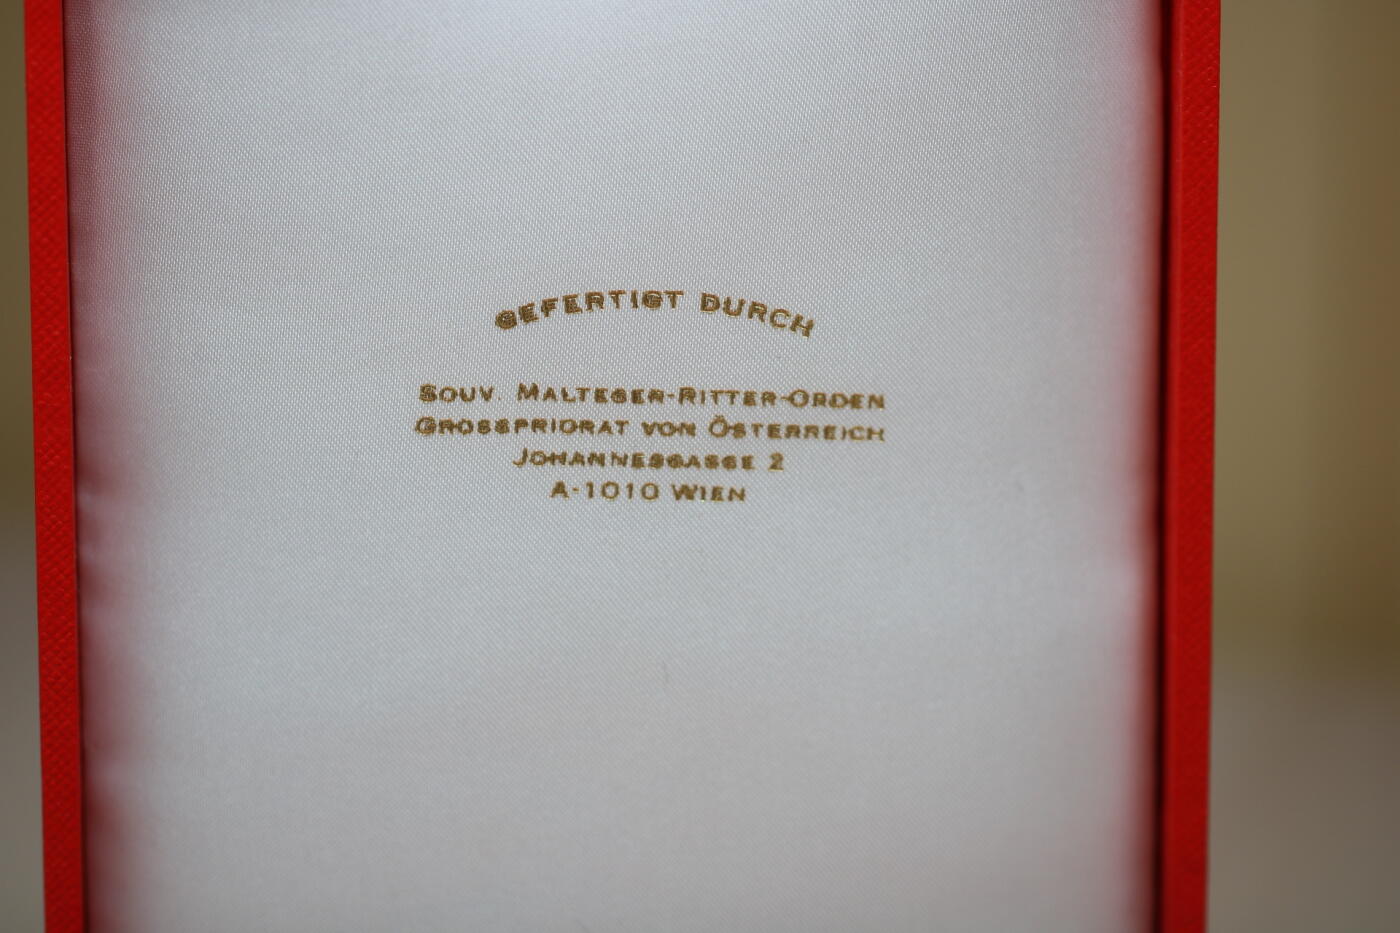 GEFERTIGT DURCH
SOUV. MALTESER-RITTER-ORDEN
GROSSPRIORAT VON ÖSTERREICH
JOHANNESGASSE 2
A-1010 WIEN